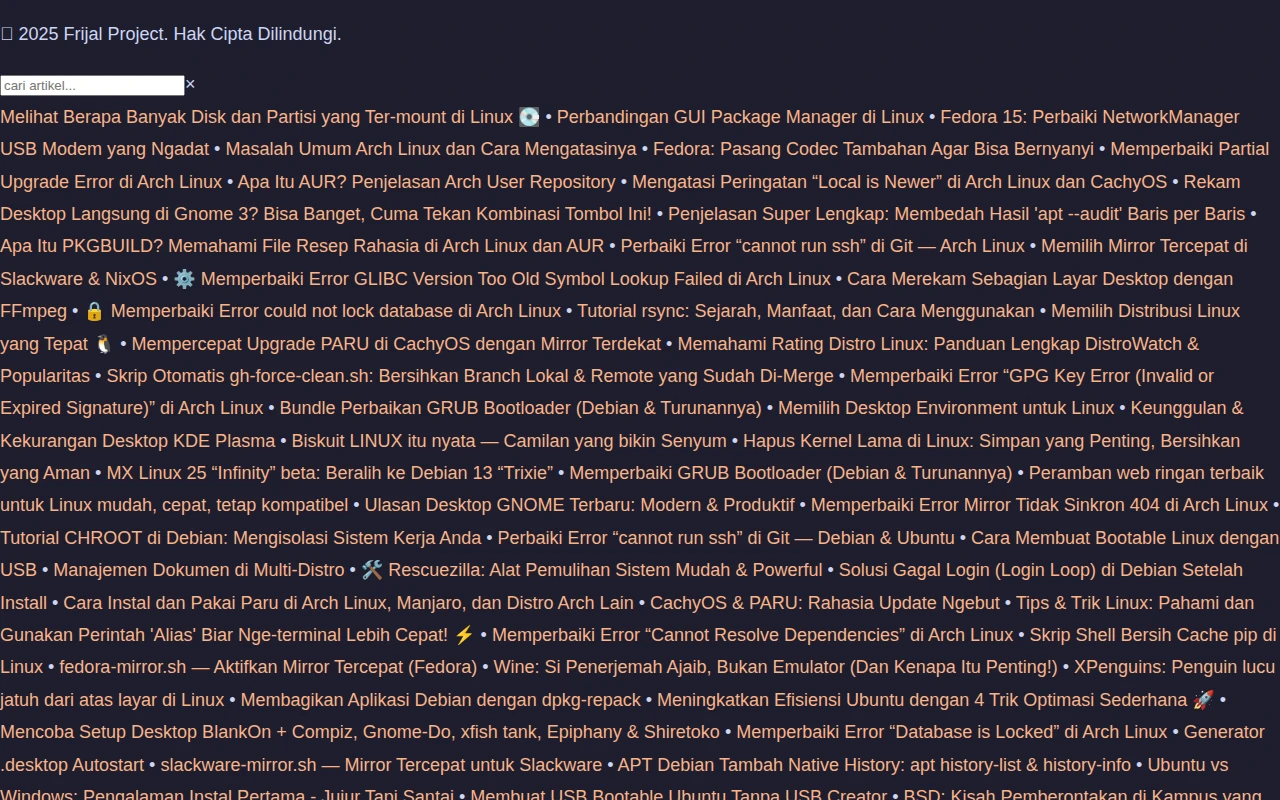 2025 Frijal Project. Hak Cipta Dilindungi.
cari artikel... ×
Melihat Berapa Banyak Disk dan Partisi yang Ter-mount di Linux 💽 • Perbandingan GUI Package Manager di Linux • Fedora 15: Perbaiki NetworkManager
USB Modem yang Ngadat • Masalah Umum Arch Linux dan Cara Mengatasinya • Fedora: Pasang Codec Tambahan Agar Bisa Bernyanyi • Memperbaiki Partial
Upgrade Error di Arch Linux • Apa Itu AUR? Penjelasan Arch User Repository • Mengatasi Peringatan “Local is Newer” di Arch Linux dan CachyOS • Rekam
Desktop Langsung di Gnome 3? Bisa Banget, Cuma Tekan Kombinasi Tombol Ini! • Penjelasan Super Lengkap: Membedah Hasil 'apt --audit' Baris per Baris •
Apa Itu PKGBUILD? Memahami File Resep Rahasia di Arch Linux dan AUR • Perbaiki Error “cannot run ssh” di Git — Arch Linux • Memilih Mirror Tercepat di
Slackware & NixOS • ⚙️ Memperbaiki Error GLIBC Version Too Old Symbol Lookup Failed di Arch Linux • Cara Merekam Sebagian Layar Desktop dengan
FFmpeg • 🔒 Memperbaiki Error could not lock database di Arch Linux • Tutorial rsync: Sejarah, Manfaat, dan Cara Menggunakan • Memilih Distribusi Linux
yang Tepat 🐧 • Mempercepat Upgrade PARU di CachyOS dengan Mirror Terdekat • Memahami Rating Distro Linux: Panduan Lengkap DistroWatch &
Popularitas • Skrip Otomatis gh-force-clean.sh: Bersihkan Branch Lokal & Remote yang Sudah Di-Merge • Memperbaiki Error “GPG Key Error (Invalid or
Expired Signature)” di Arch Linux • Bundle Perbaikan GRUB Bootloader (Debian & Turunannya) • Memilih Desktop Environment untuk Linux • Keunggulan &
Kekurangan Desktop KDE Plasma • Biskuit LINUX itu nyata — Camilan yang bikin Senyum • Hapus Kernel Lama di Linux: Simpan yang Penting, Bersihkan
yang Aman • MX Linux 25 “Infinity” beta: Beralih ke Debian 13 “Trixie” • Memperbaiki GRUB Bootloader (Debian & Turunannya) • Peramban web ringan terbaik
untuk Linux mudah, cepat, tetap kompatibel • Ulasan Desktop GNOME Terbaru: Modern & Produktif • Memperbaiki Error Mirror Tidak Sinkron 404 di Arch Linux •
Tutorial CHROOT di Debian: Mengisolasi Sistem Kerja Anda • Perbaiki Error “cannot run ssh” di Git — Debian & Ubuntu • Cara Membuat Bootable Linux dengan
USB • Manajemen Dokumen di Multi-Distro • 🛠️ Rescuezilla: Alat Pemulihan Sistem Mudah & Powerful • Solusi Gagal Login (Login Loop) di Debian Setelah
Install • Cara Instal dan Pakai Paru di Arch Linux, Manjaro, dan Distro Arch Lain • CachyOS & PARU: Rahasia Update Ngebut • Tips & Trik Linux: Pahami dan
Gunakan Perintah 'Alias' Biar Nge-terminal Lebih Cepat! ⚡ • Memperbaiki Error “Cannot Resolve Dependencies” di Arch Linux • Skrip Shell Bersih Cache pip di
Linux • fedora-mirror.sh — Aktifkan Mirror Tercepat (Fedora) • Wine: Si Penerjemah Ajaib, Bukan Emulator (Dan Kenapa Itu Penting!) • XPenguins: Penguin lucu
jatuh dari atas layar di Linux • Membagikan Aplikasi Debian dengan dpkg-repack • Meningkatkan Efisiensi Ubuntu dengan 4 Trik Optimasi Sederhana 🚀 •
Mencoba Setup Desktop BlankOn + Compiz, Gnome-Do, xfish tank, Epiphany & Shiretoko • Memperbaiki Error “Database is Locked” di Arch Linux • Generator
.desktop Autostart • slackware-mirror.sh — Mirror Tercepat untuk Slackware • APT Debian Tambah Native History: apt history-list & history-info • Ubuntu vs
Windows: Pengalaman Instal Pertama - Jujur Tapi Santai • Membuat USB Bootable Ubuntu Tanpa USB Creator • BSD: Kisah Pemberontakan di Kampus yang